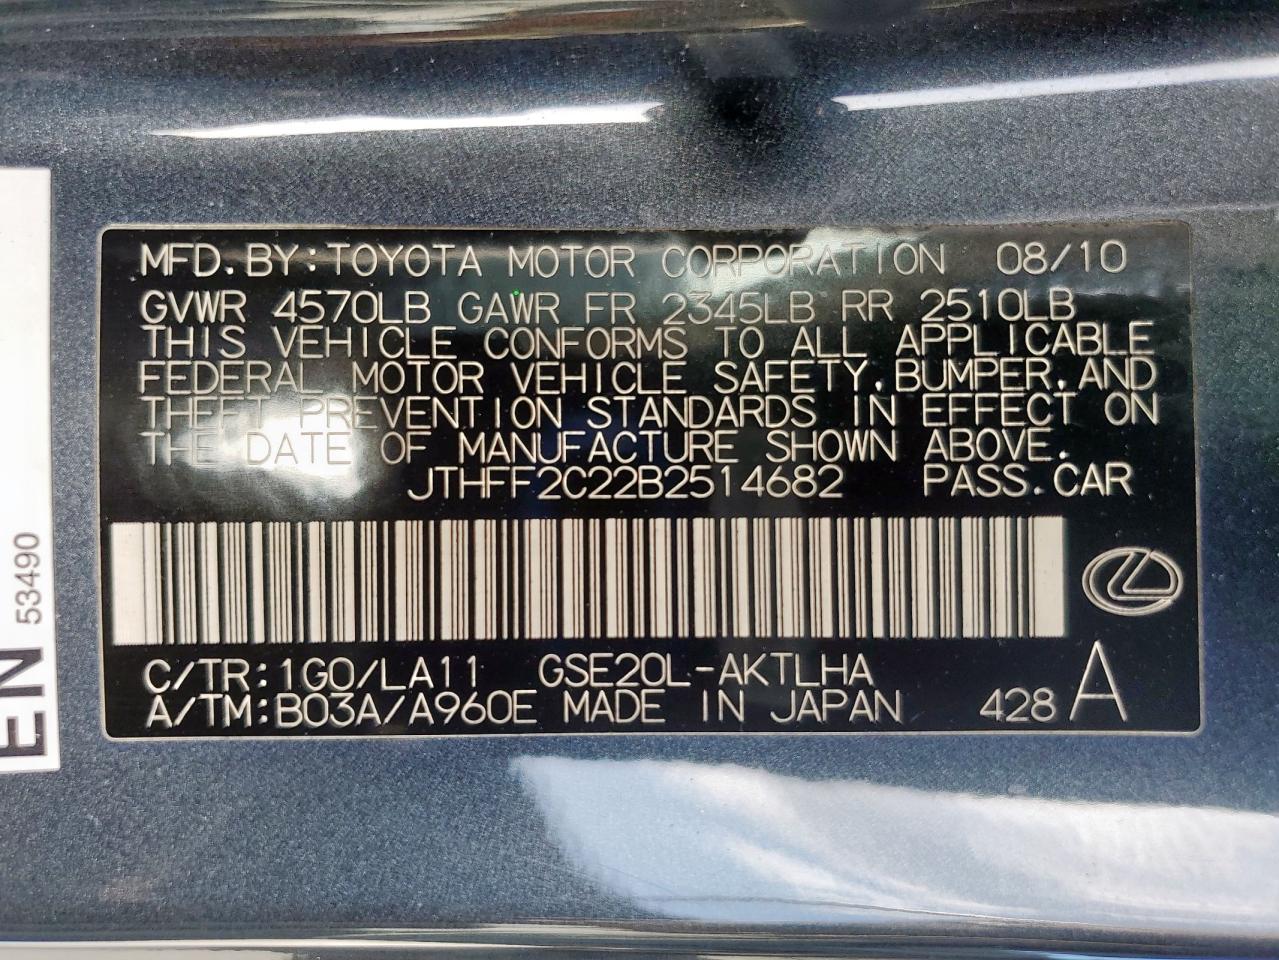 MFD. BY: TOYOTA MOTOR CORPORATION 08/10
GVWR 4570LB GAWR FR 2345LB RR 2510LB
THIS VEHICLE CONFORMS TO ALL APPLICABLE
FEDERAL MOTOR VEHICLE SAFETY, BUMPER, AND
THEFT PREVENTION STANDARDS IN EFFECT ON
THE DATE OF MANUFACTURE SHOWN ABOVE.
JTHFF2C22B2514682 PASS. CAR
C/TR: 1G0/LA11 GSE20L-AKTLHA
A/TM: B03A/A960E MADE IN JAPAN 428 A
EN 53490